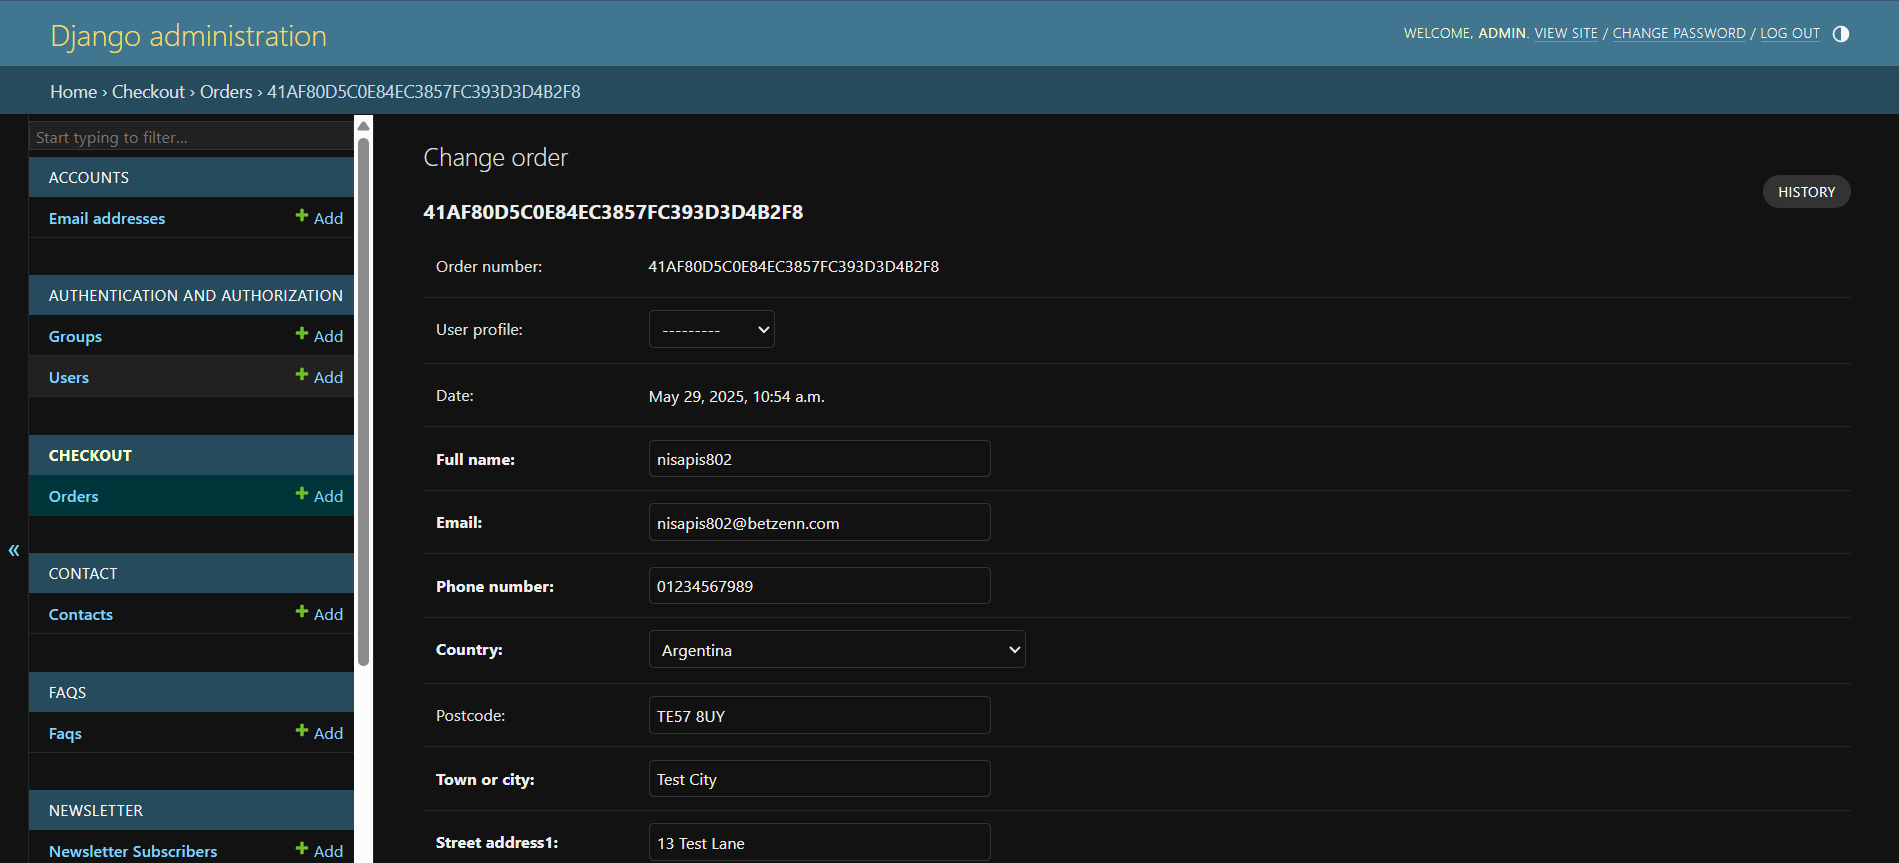 Django administration
WELCOME, ADMIN. VIEW SITE / CHANGE PASSWORD / LOG OUT
Home › Checkout › Orders › 41AF80D5C0E84EC3857FC393D3D4B2F8
Start typing to filter...
ACCOUNTS
Email addresses Add
AUTHENTICATION AND AUTHORIZATION
Groups Add
Users Add
CHECKOUT
Orders Add
«
CONTACT
Contacts Add
FAQS
Faqs Add
NEWSLETTER
Newsletter Subscribers Add
Change order
HISTORY
41AF80D5C0E84EC3857FC393D3D4B2F8
Order number: 41AF80D5C0E84EC3857FC393D3D4B2F8
User profile: ---------
Date: May 29, 2025, 10:54 a.m.
Full name: nisapis802
Email: nisapis802@betzenn.com
Phone number: 01234567989
Country: Argentina
Postcode: TE57 8UY
Town or city: Test City
Street address1: 13 Test Lane